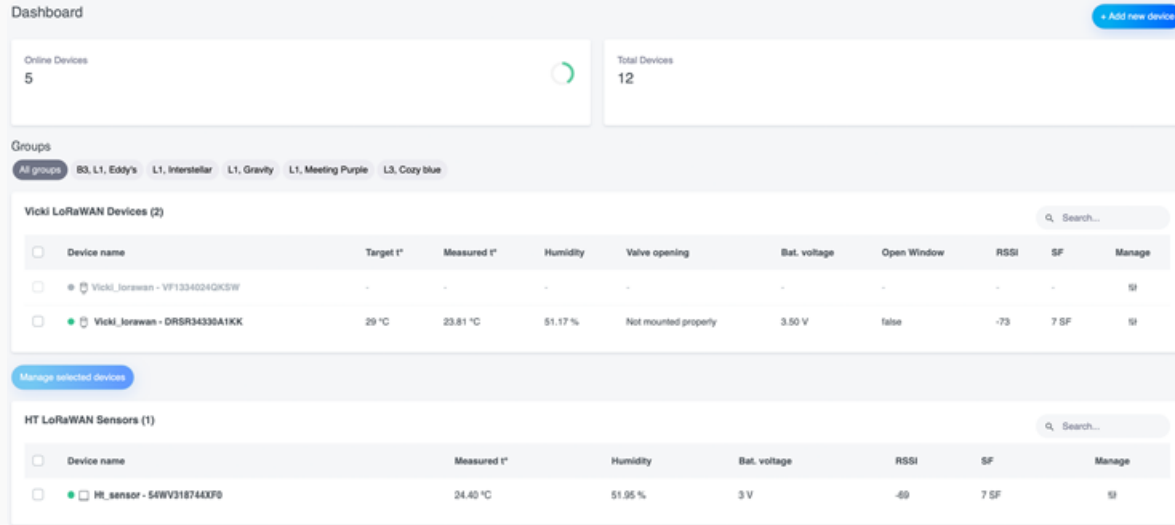 Dashboard
+ Add new device
Online Devices
5
Total Devices
12
Groups
All groups B3, L1, Eddy's L1, Interstellar L1, Gravity L1, Meeting Purple L3, Cozy blue
Vicki LoRaWAN Devices (2)
Search...
Device name Target t° Measured t° Humidity Valve opening Bat. voltage Open Window RSSI SF Manage
Vicki_lorawan - VF1334024QKSW - - - - - - - -
Vicki_lorawan - DRSR34330A1KK 29 °C 23.81 °C 51.17 % Not mounted properly 3.50 V false -73 7 SF
Manage selected devices
HT LoRaWAN Sensors (1)
Search...
Device name Measured t° Humidity Bat. voltage RSSI SF Manage
Ht_sensor - 54WV318744XF0 24.40 °C 51.95 % 3 V -69 7 SF